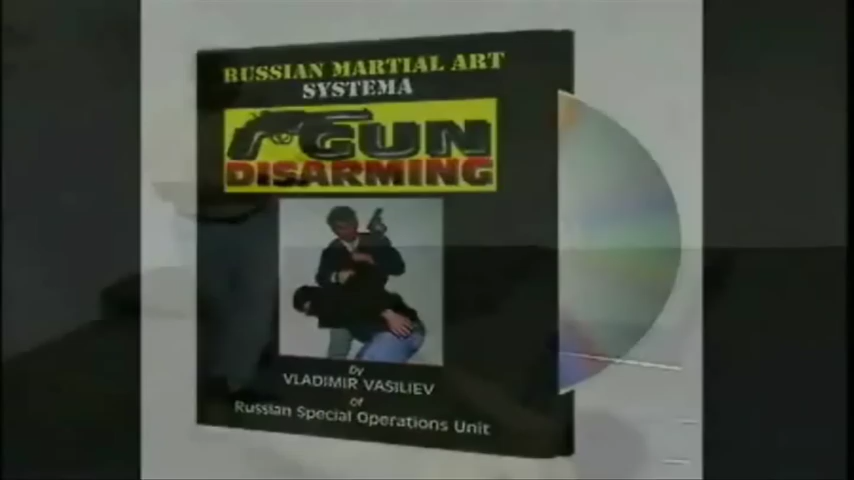 RUSSIAN MARTIAL ART
SYSTEMA
GUN
DISARMING
by
VLADIMIR VASILIEV
of
Russian Special Operations Unit